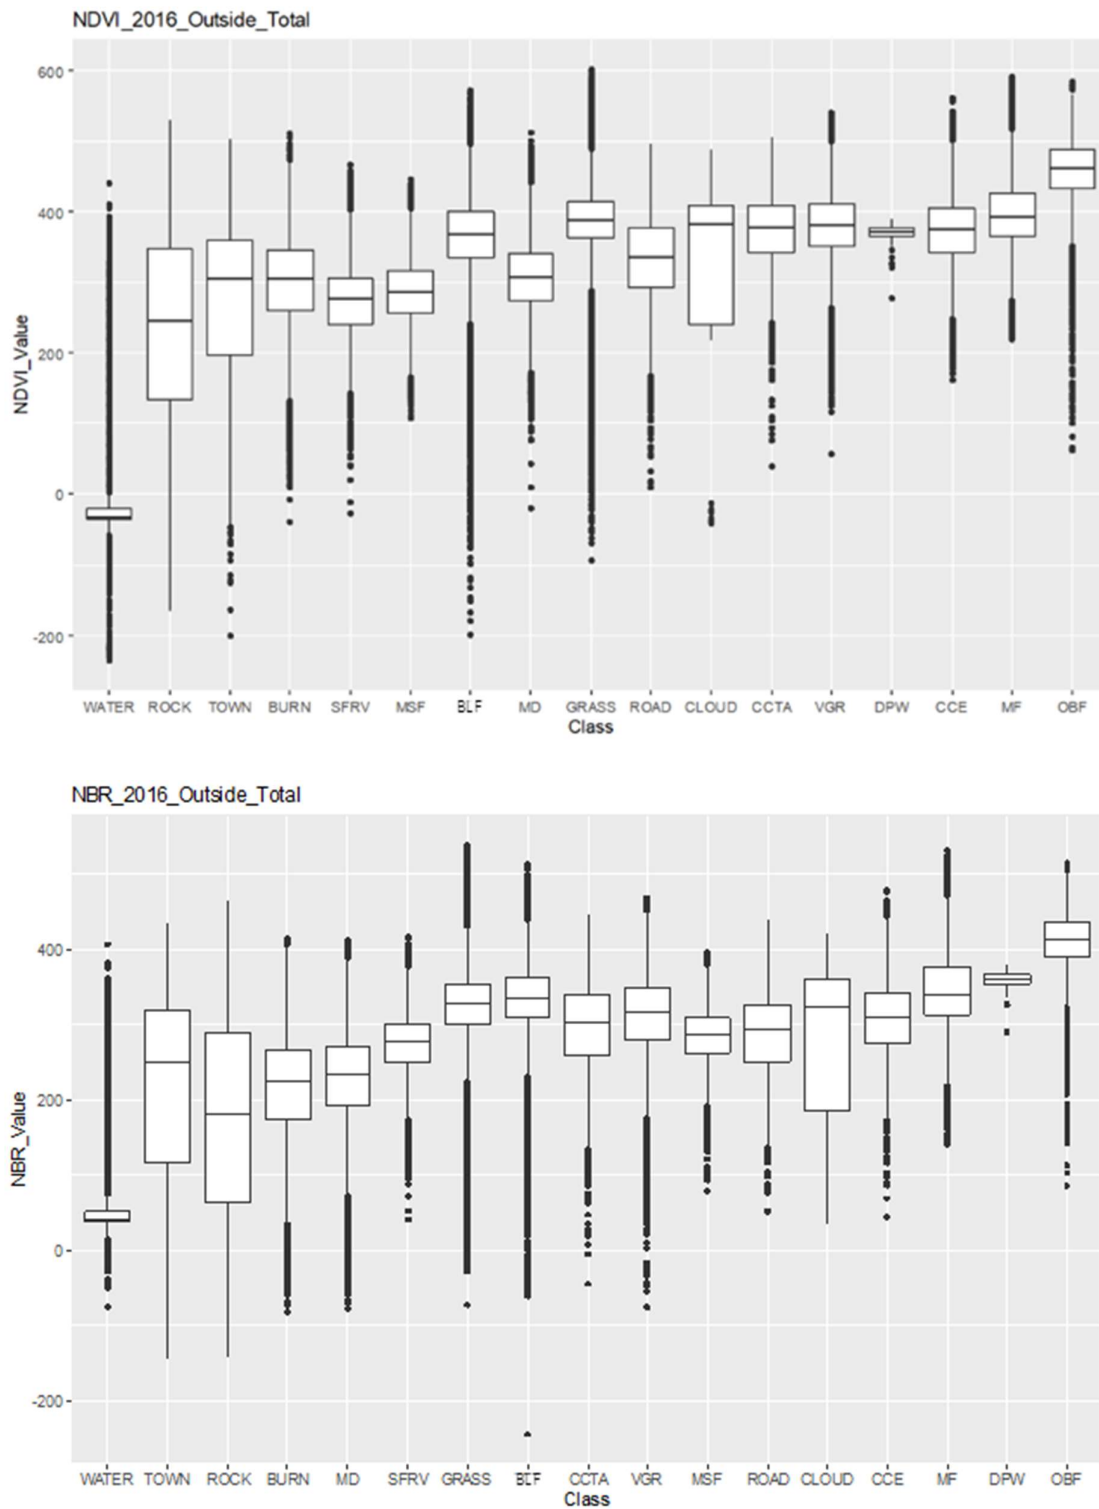 NDVI_2016_Outside_Total
600
400
200
0
-200
NDVI_Value
WATER ROCK TOWN BURN SFRV MSF BLF MD GRASS ROAD CLOUD CCTA VGR DPW CCE MF OBF
Class
NBR_2016_Outside_Total
400
200
0
-200
NBR_Value
WATER TOWN ROCK BURN MD SFRV GRASS BLF CCTA VGR MSF ROAD CLOUD CCE MF DPW OBF
Class